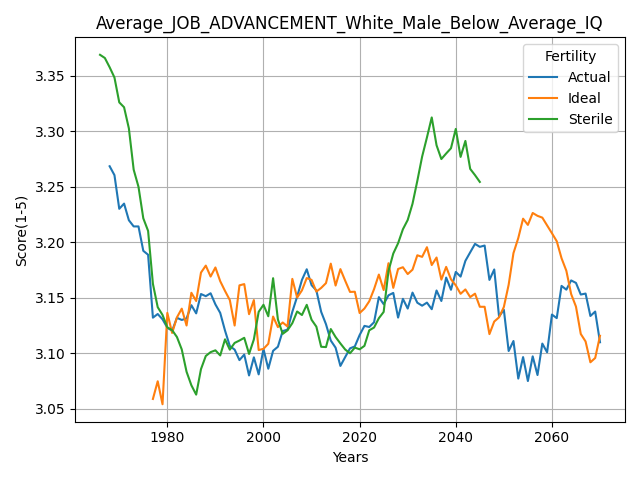 Average_JOB_ADVANCEMENT_White_Male_Below_Average_IQ
Fertility
Actual
Ideal
Sterile
Score(1-5)
3.35
3.30
3.25
3.20
3.15
3.10
3.05
1980 2000 2020 2040 2060
Years